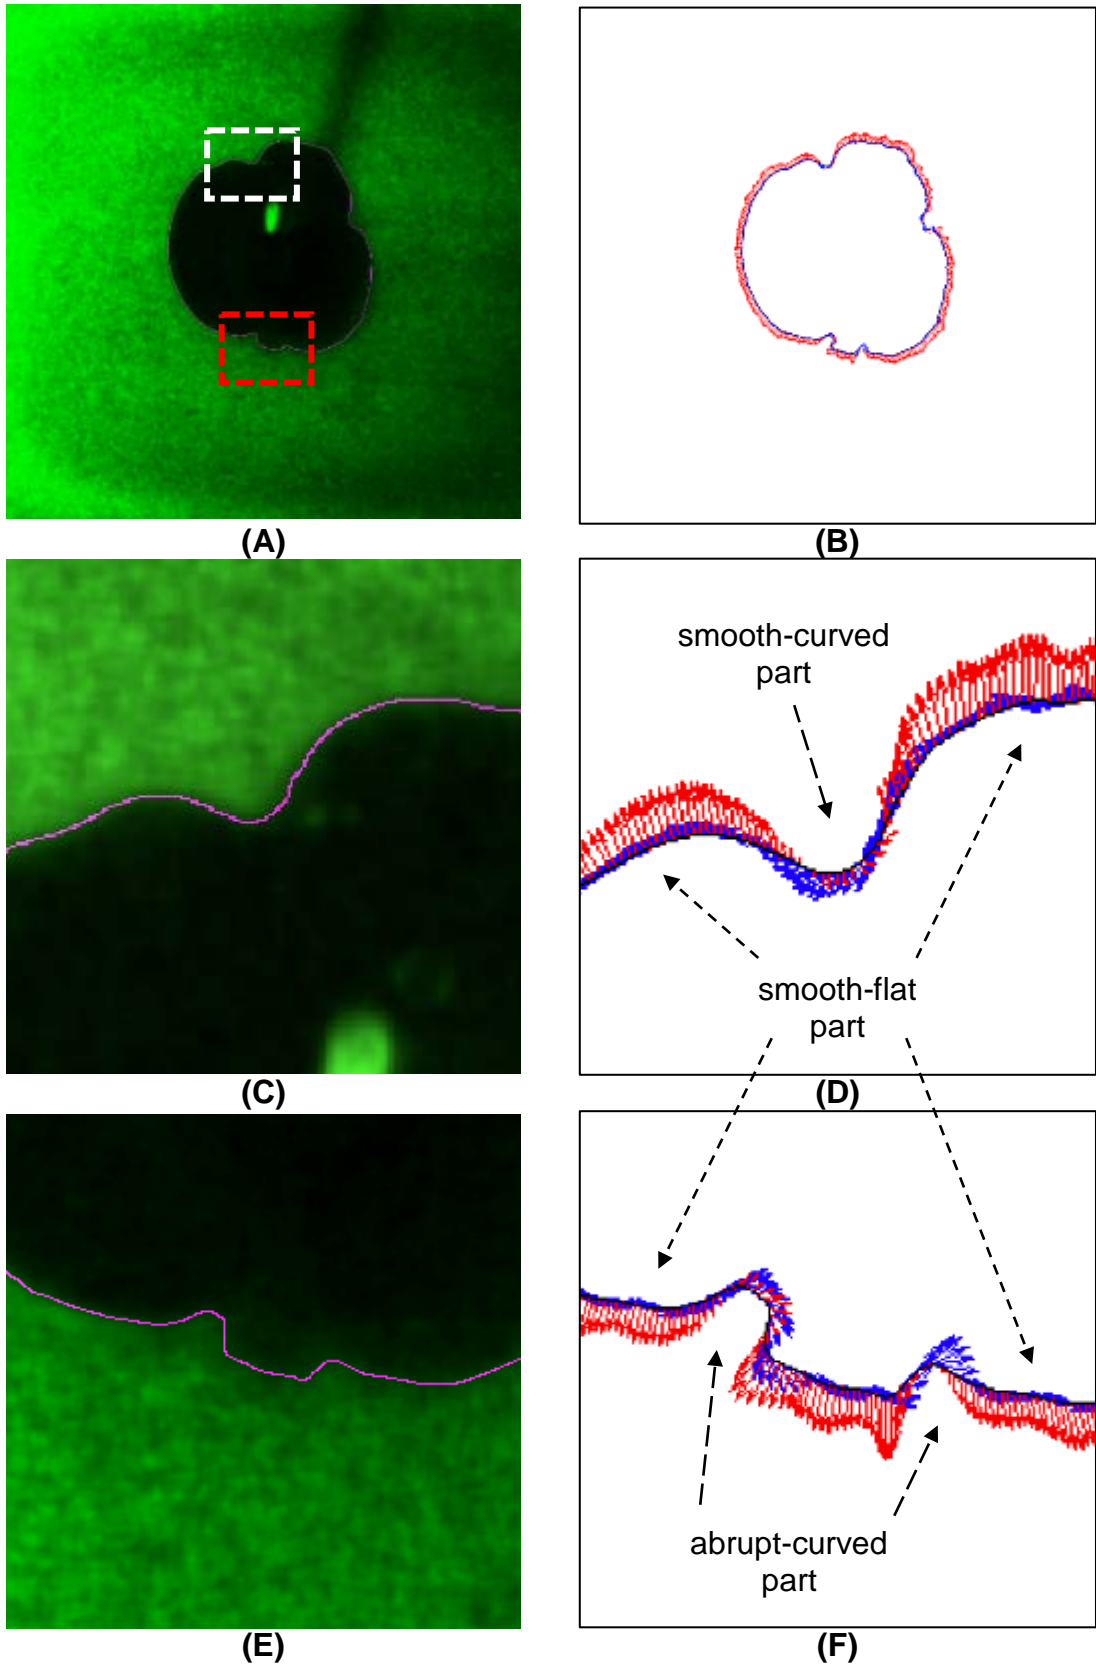 (A)
(B)
smooth-curved
part
smooth-flat
part
(C)
(D)
abrupt-curved
part
(E)
(F)